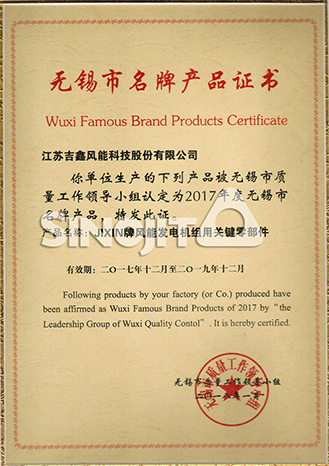 无锡市名牌产品证书
Wuxi Famous Brand Products Certificate
江苏吉鑫风能科技股份有限公司
你单位生产的下列产品被无锡市质
量工作领导小组认定为2017年度无锡市
名牌产品，特发此证。
产品名称：JIXIN牌风能发电机组用关键零部件
有效期：二〇一七年十二月至二〇一九年十二月
Following products by your factory (or Co.) produced have
been affirmed as Wuxi Famous Brand Products of 2017 by “the
Leadership Group of Wuxi Quality Contol”. It is hereby certified.
无锡市质量工作领导小组